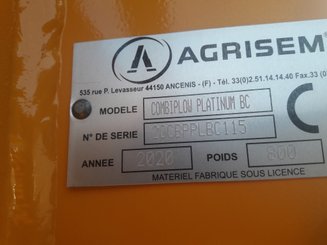 AGRISEM
535 rue P. Levasseur 44150 ANCENIS - (F) - Tél. 33(0)2.51.14.14.40 Fax.33 (0
MODELE COMBIPLOW PLATINUM BC
N° DE SERIE
ANNEE 2020 POIDS 800
MATERIEL FABRIQUE SOUS LICENCE